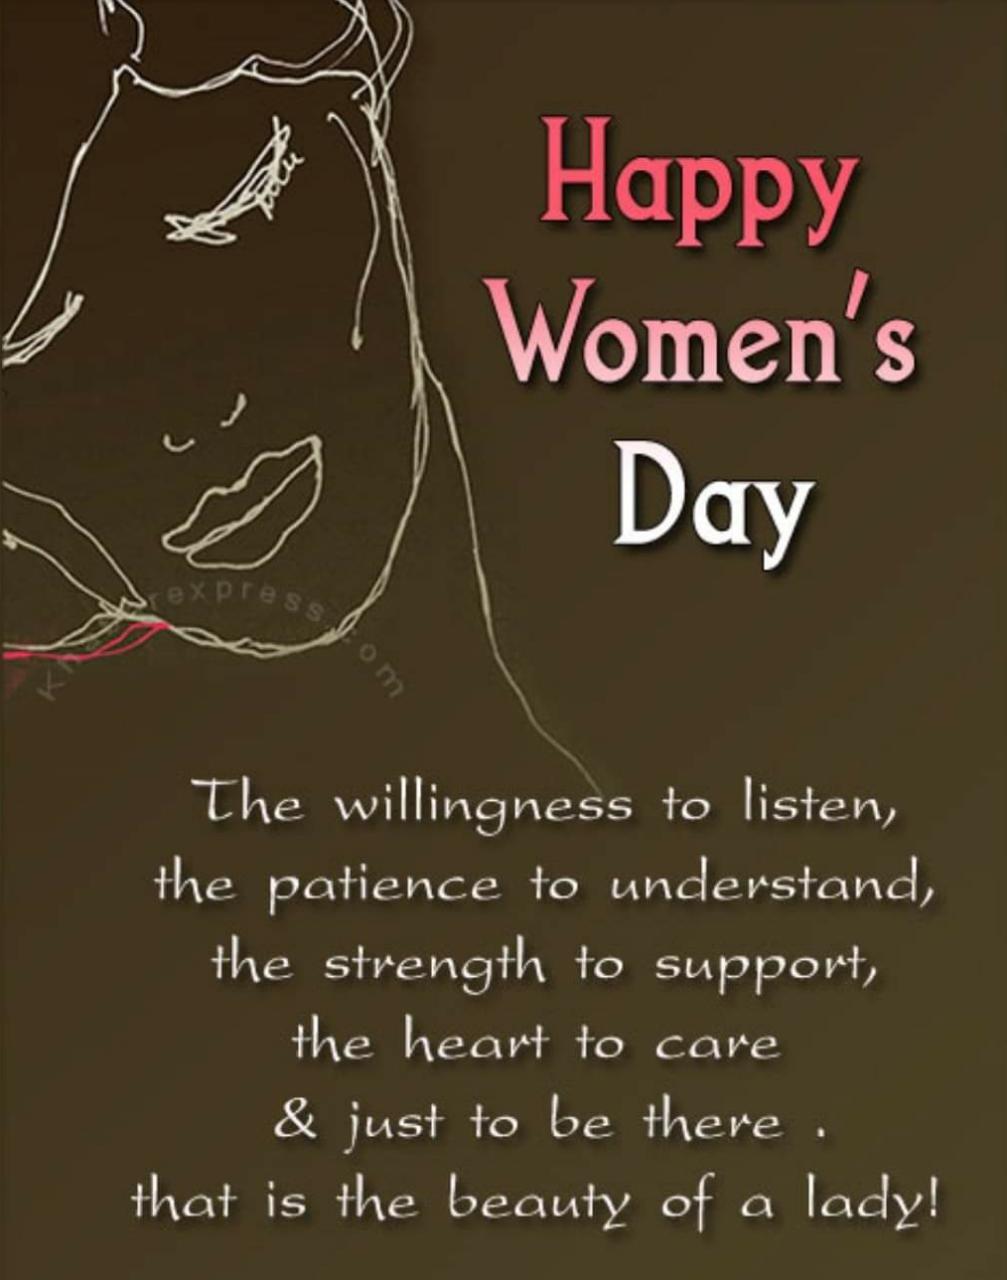 Happy
Women's
Day
The willingness to listen,
the patience to understand,
the strength to support,
the heart to care
& just to be there .
that is the beauty of a lady!